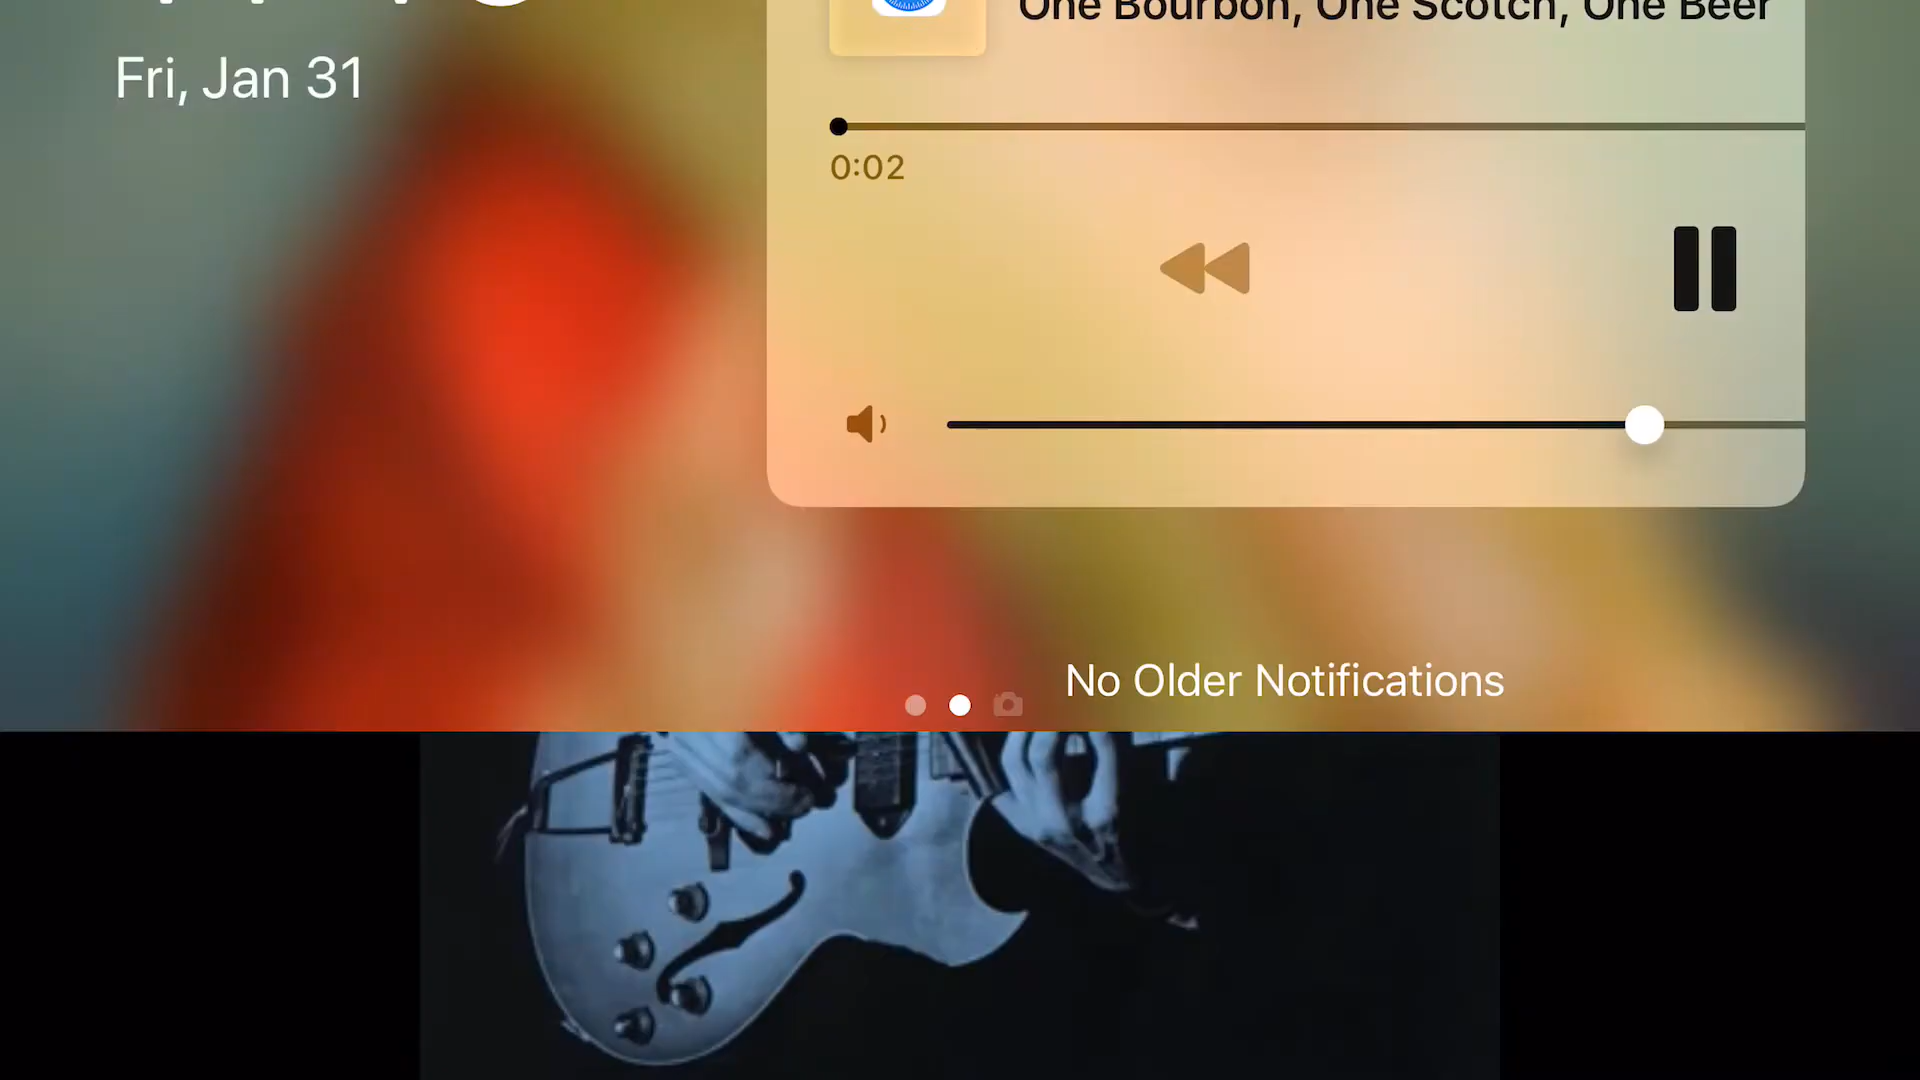 One Bourbon, One Scotch, One Beer
Fri, Jan 31
0:02
No Older Notifications